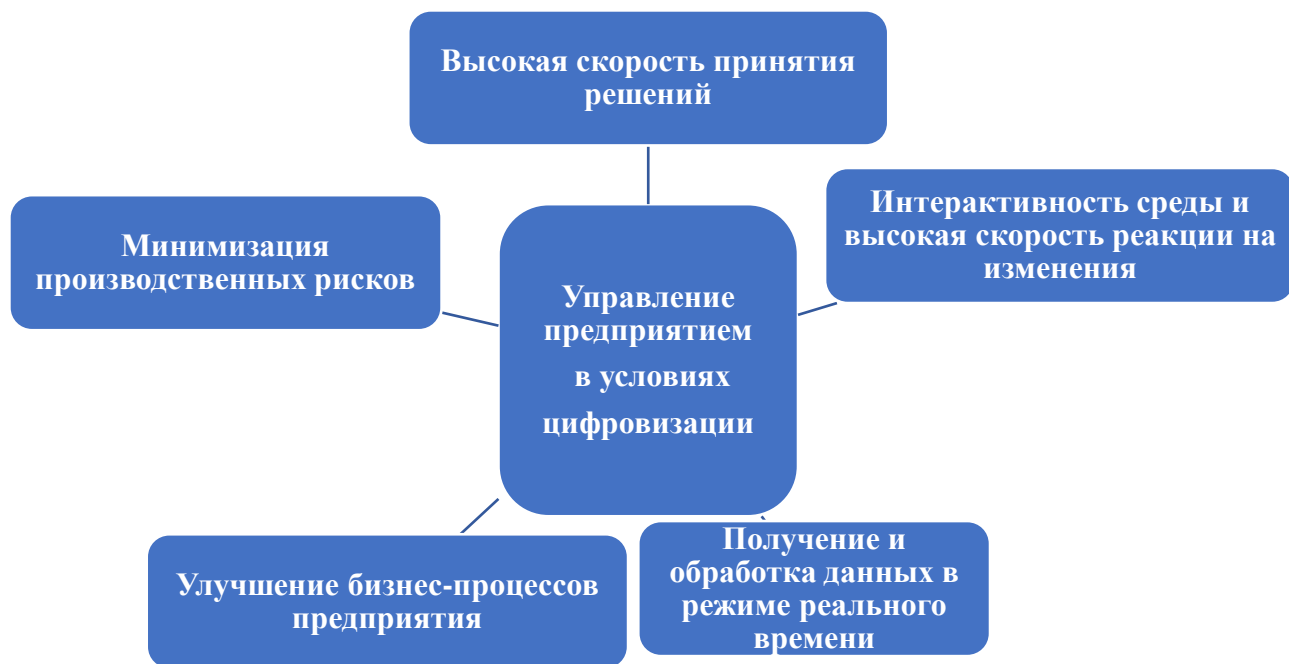 Высокая скорость принятия
решений
Интерактивность среды и
высокая скорость реакции на
изменения
Минимизация
производственных рисков
Управление
предприятием
в условиях
цифровизации
Получение и
обработка данных в
режиме реального
времени
Улучшение бизнес-процессов
предприятия